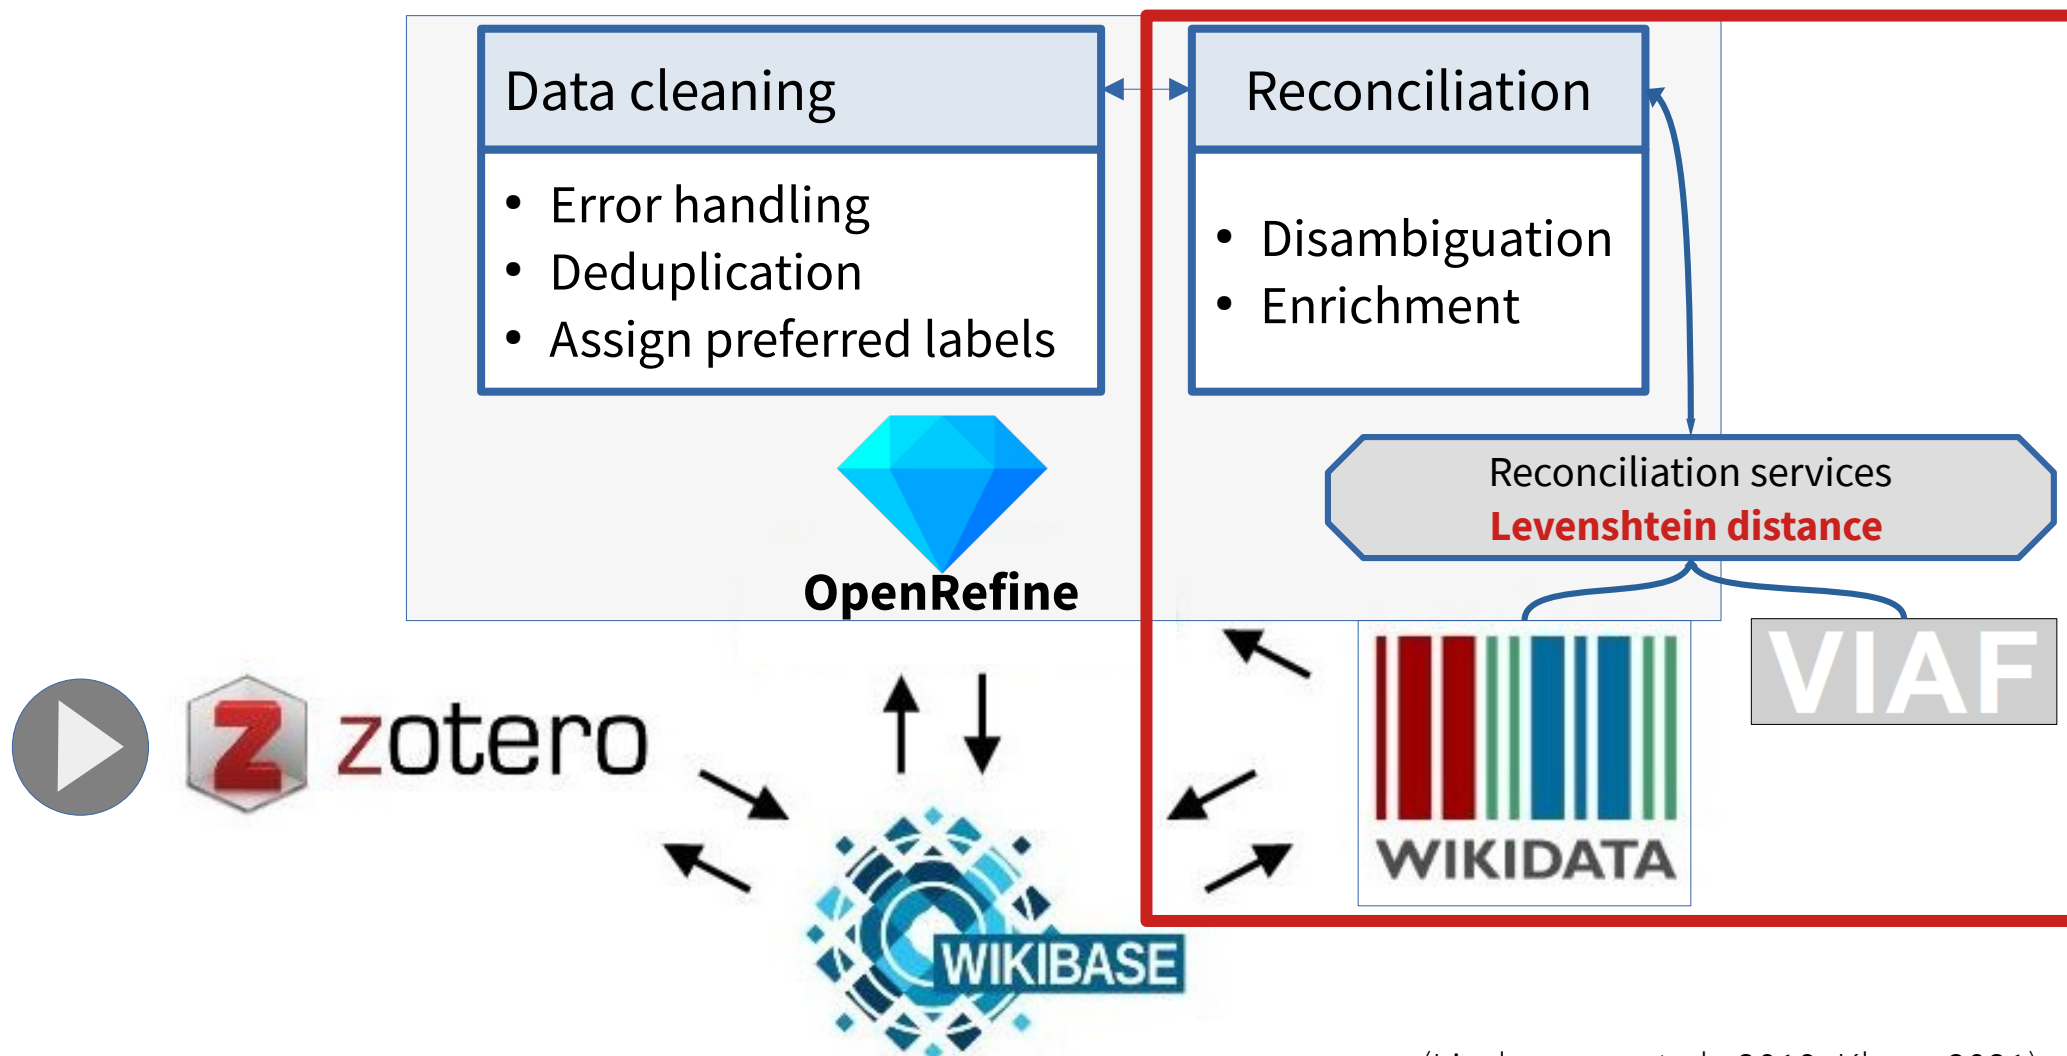 Data cleaning
• Error handling
• Deduplication
• Assign preferred labels
Reconciliation
• Disambiguation
• Enrichment
OpenRefine
Reconciliation services
Levenshtein distance
Z zotero
WIKIDATA
VIAF
WIKIBASE